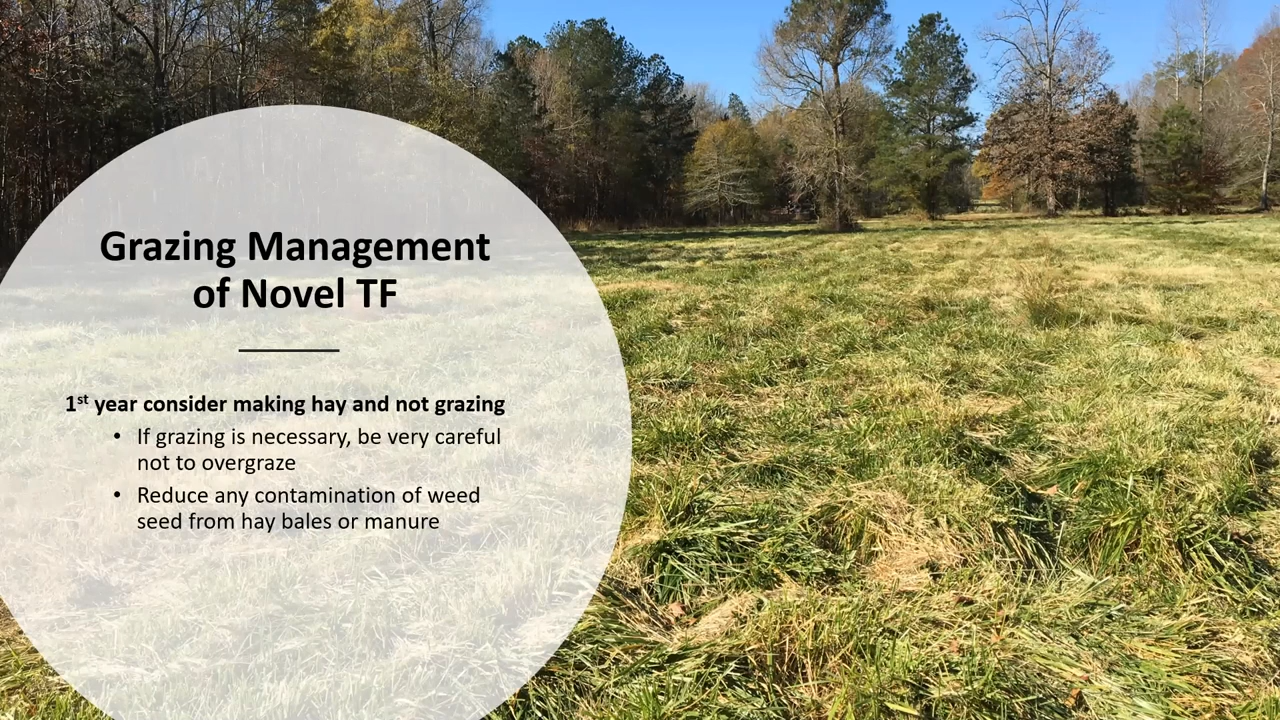 Grazing Management
of Novel TF
1st year consider making hay and not grazing
• If grazing is necessary, be very careful
not to overgraze
• Reduce any contamination of weed
seed from hay bales or manure